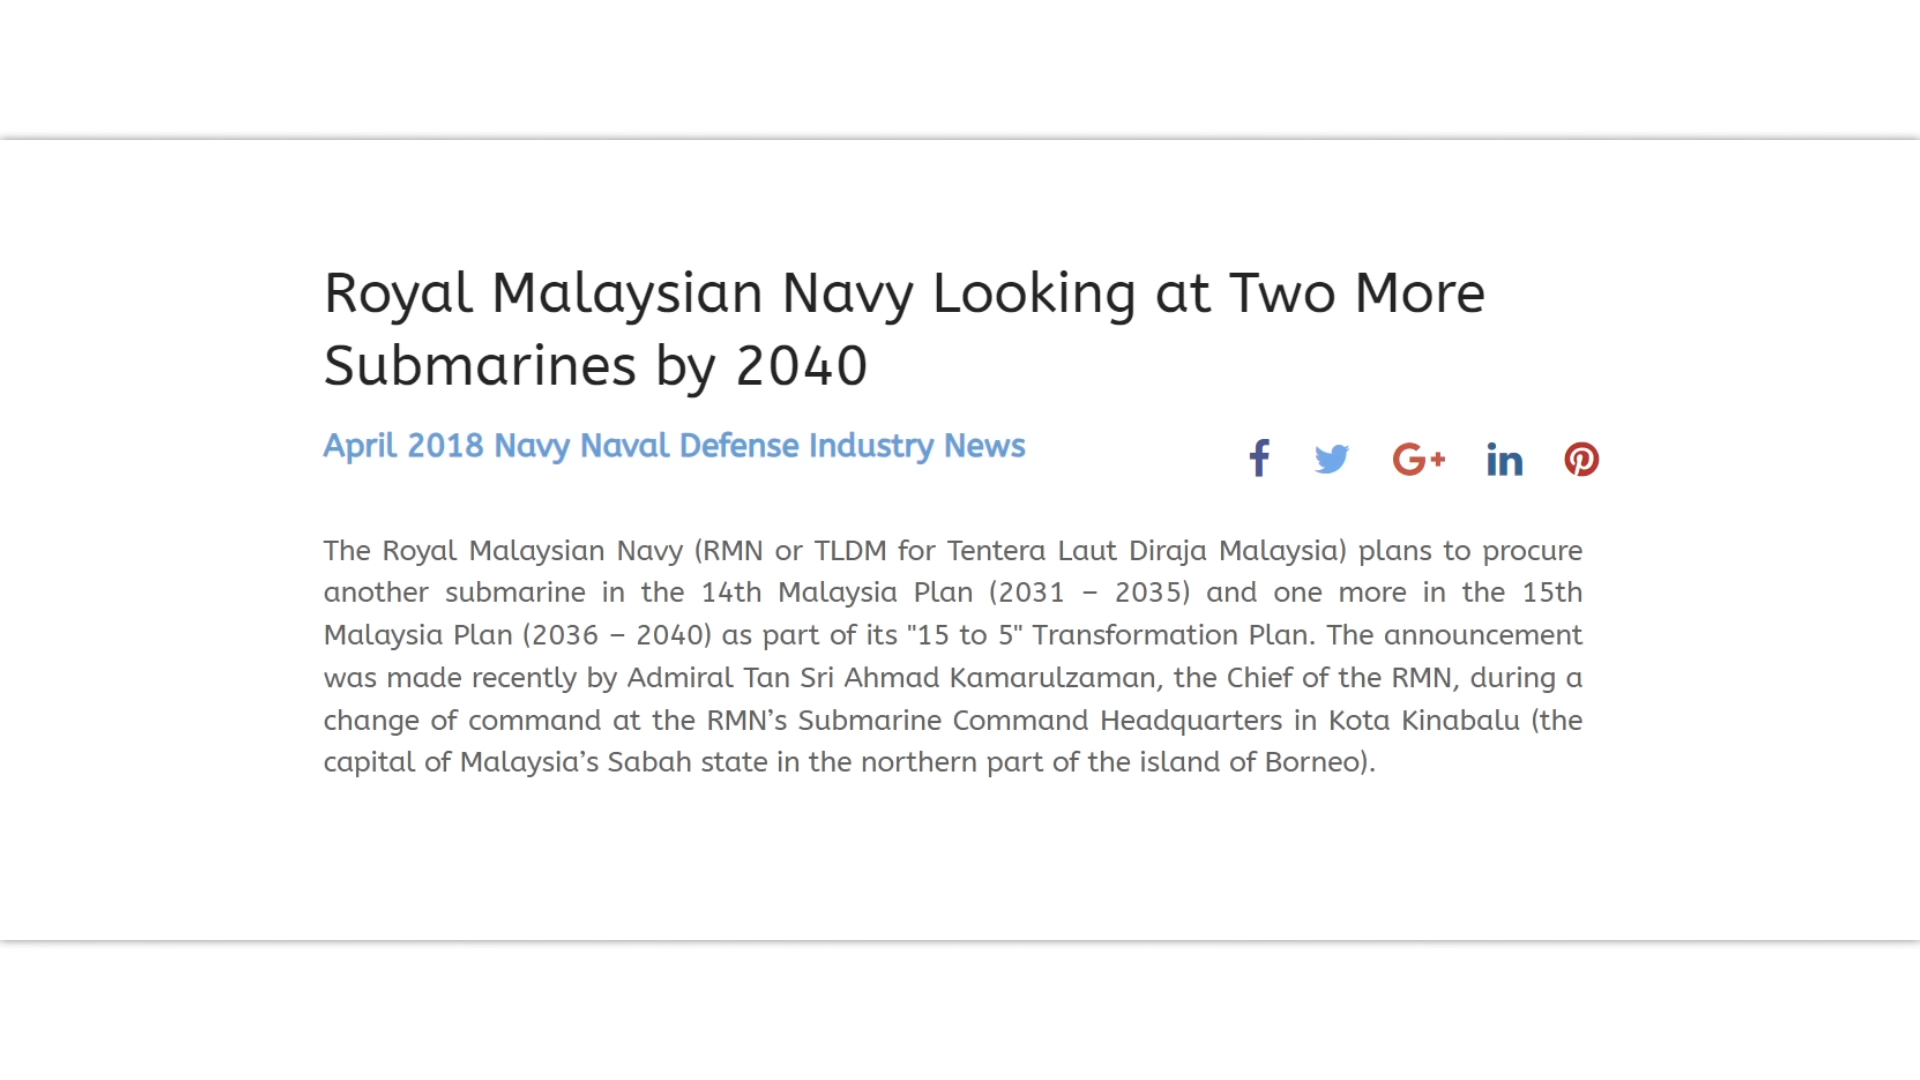 Royal Malaysian Navy Looking at Two More
Submarines by 2040
April 2018 Navy Naval Defense Industry News
The Royal Malaysian Navy (RMN or TLDM for Tentera Laut Diraja Malaysia) plans to procure
another submarine in the 14th Malaysia Plan (2031 – 2035) and one more in the 15th
Malaysia Plan (2036 – 2040) as part of its "15 to 5" Transformation Plan. The announcement
was made recently by Admiral Tan Sri Ahmad Kamarulzaman, the Chief of the RMN, during a
change of command at the RMN’s Submarine Command Headquarters in Kota Kinabalu (the
capital of Malaysia’s Sabah state in the northern part of the island of Borneo).